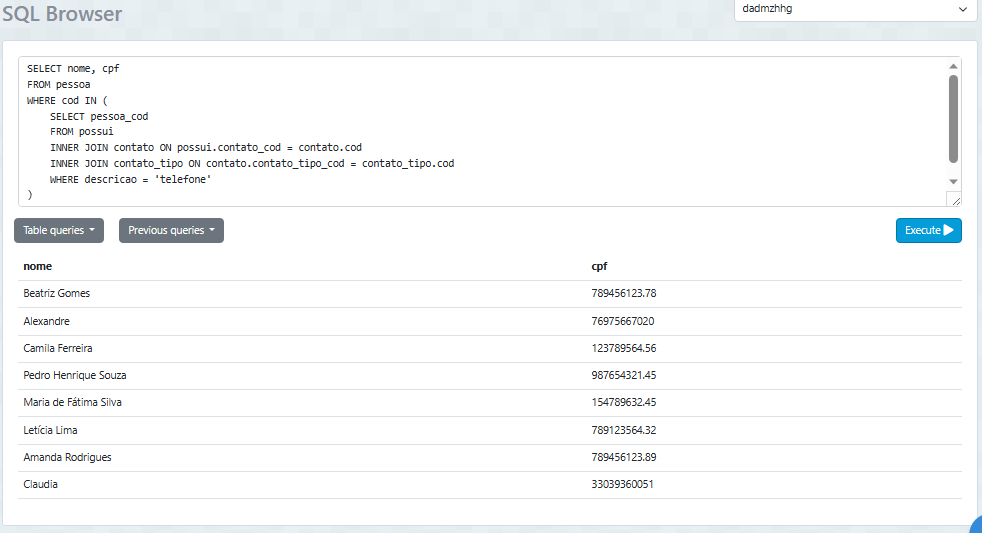 SQL Browser
dadmzhhg
SELECT nome, cpf
FROM pessoa
WHERE cod IN (
    SELECT pessoa_cod
    FROM possui
    INNER JOIN contato ON possui.contato_cod = contato.cod
    INNER JOIN contato_tipo ON contato.contato_tipo_cod = contato_tipo.cod
    WHERE descricao = 'telefone'
)
Table queries Previous queries Execute
nome cpf
Beatriz Gomes 789456123.78
Alexandre 76975667020
Camila Ferreira 123789564.56
Pedro Henrique Souza 987654321.45
Maria de Fátima Silva 154789632.45
Letícia Lima 789123564.32
Amanda Rodrigues 789456123.89
Claudia 33039360051